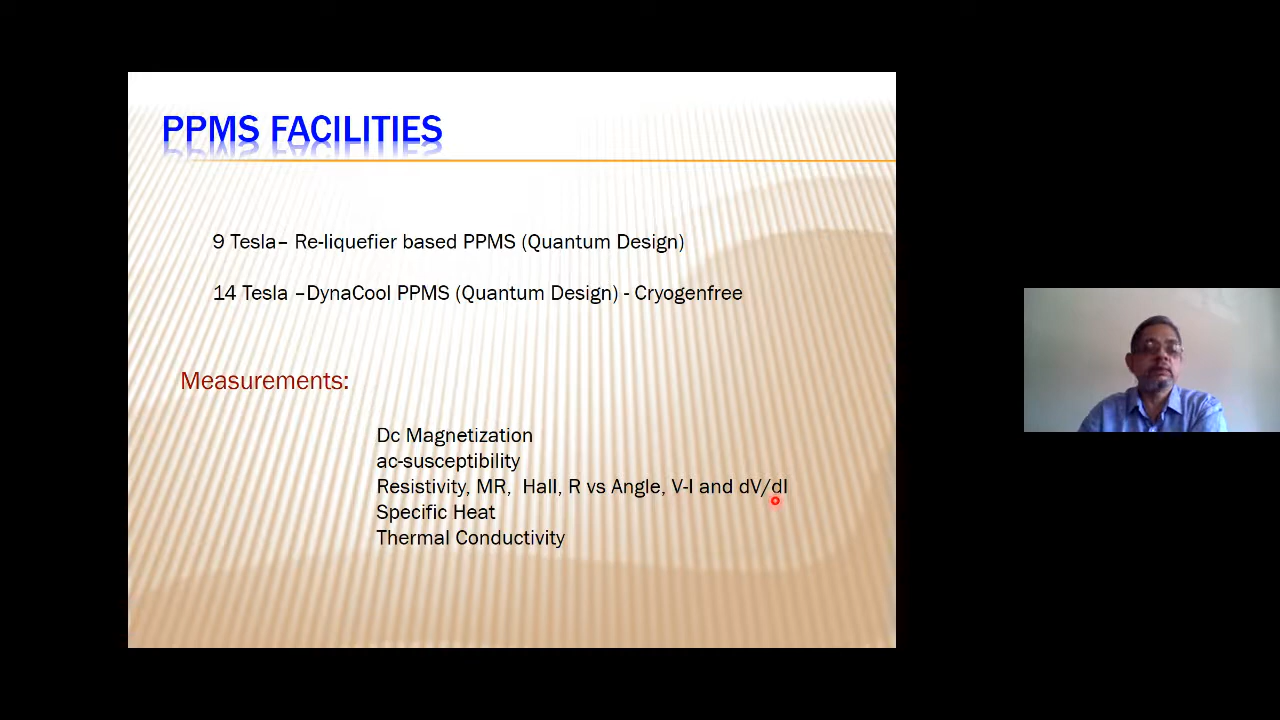 PPMS FACILITIES
9 Tesla– Re-liquefier based PPMS (Quantum Design)
14 Tesla –DynaCool PPMS (Quantum Design) - Cryogenfree
Measurements:
Dc Magnetization
ac-susceptibility
Resistivity, MR,  Hall, R vs Angle, V-I and dV/dI
Specific Heat
Thermal Conductivity